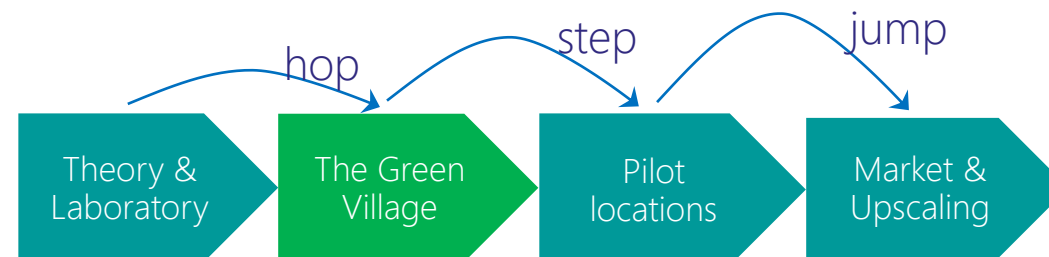 hop
step
jump
Theory &
Laboratory
The Green
Village
Pilot
locations
Market &
Upscaling